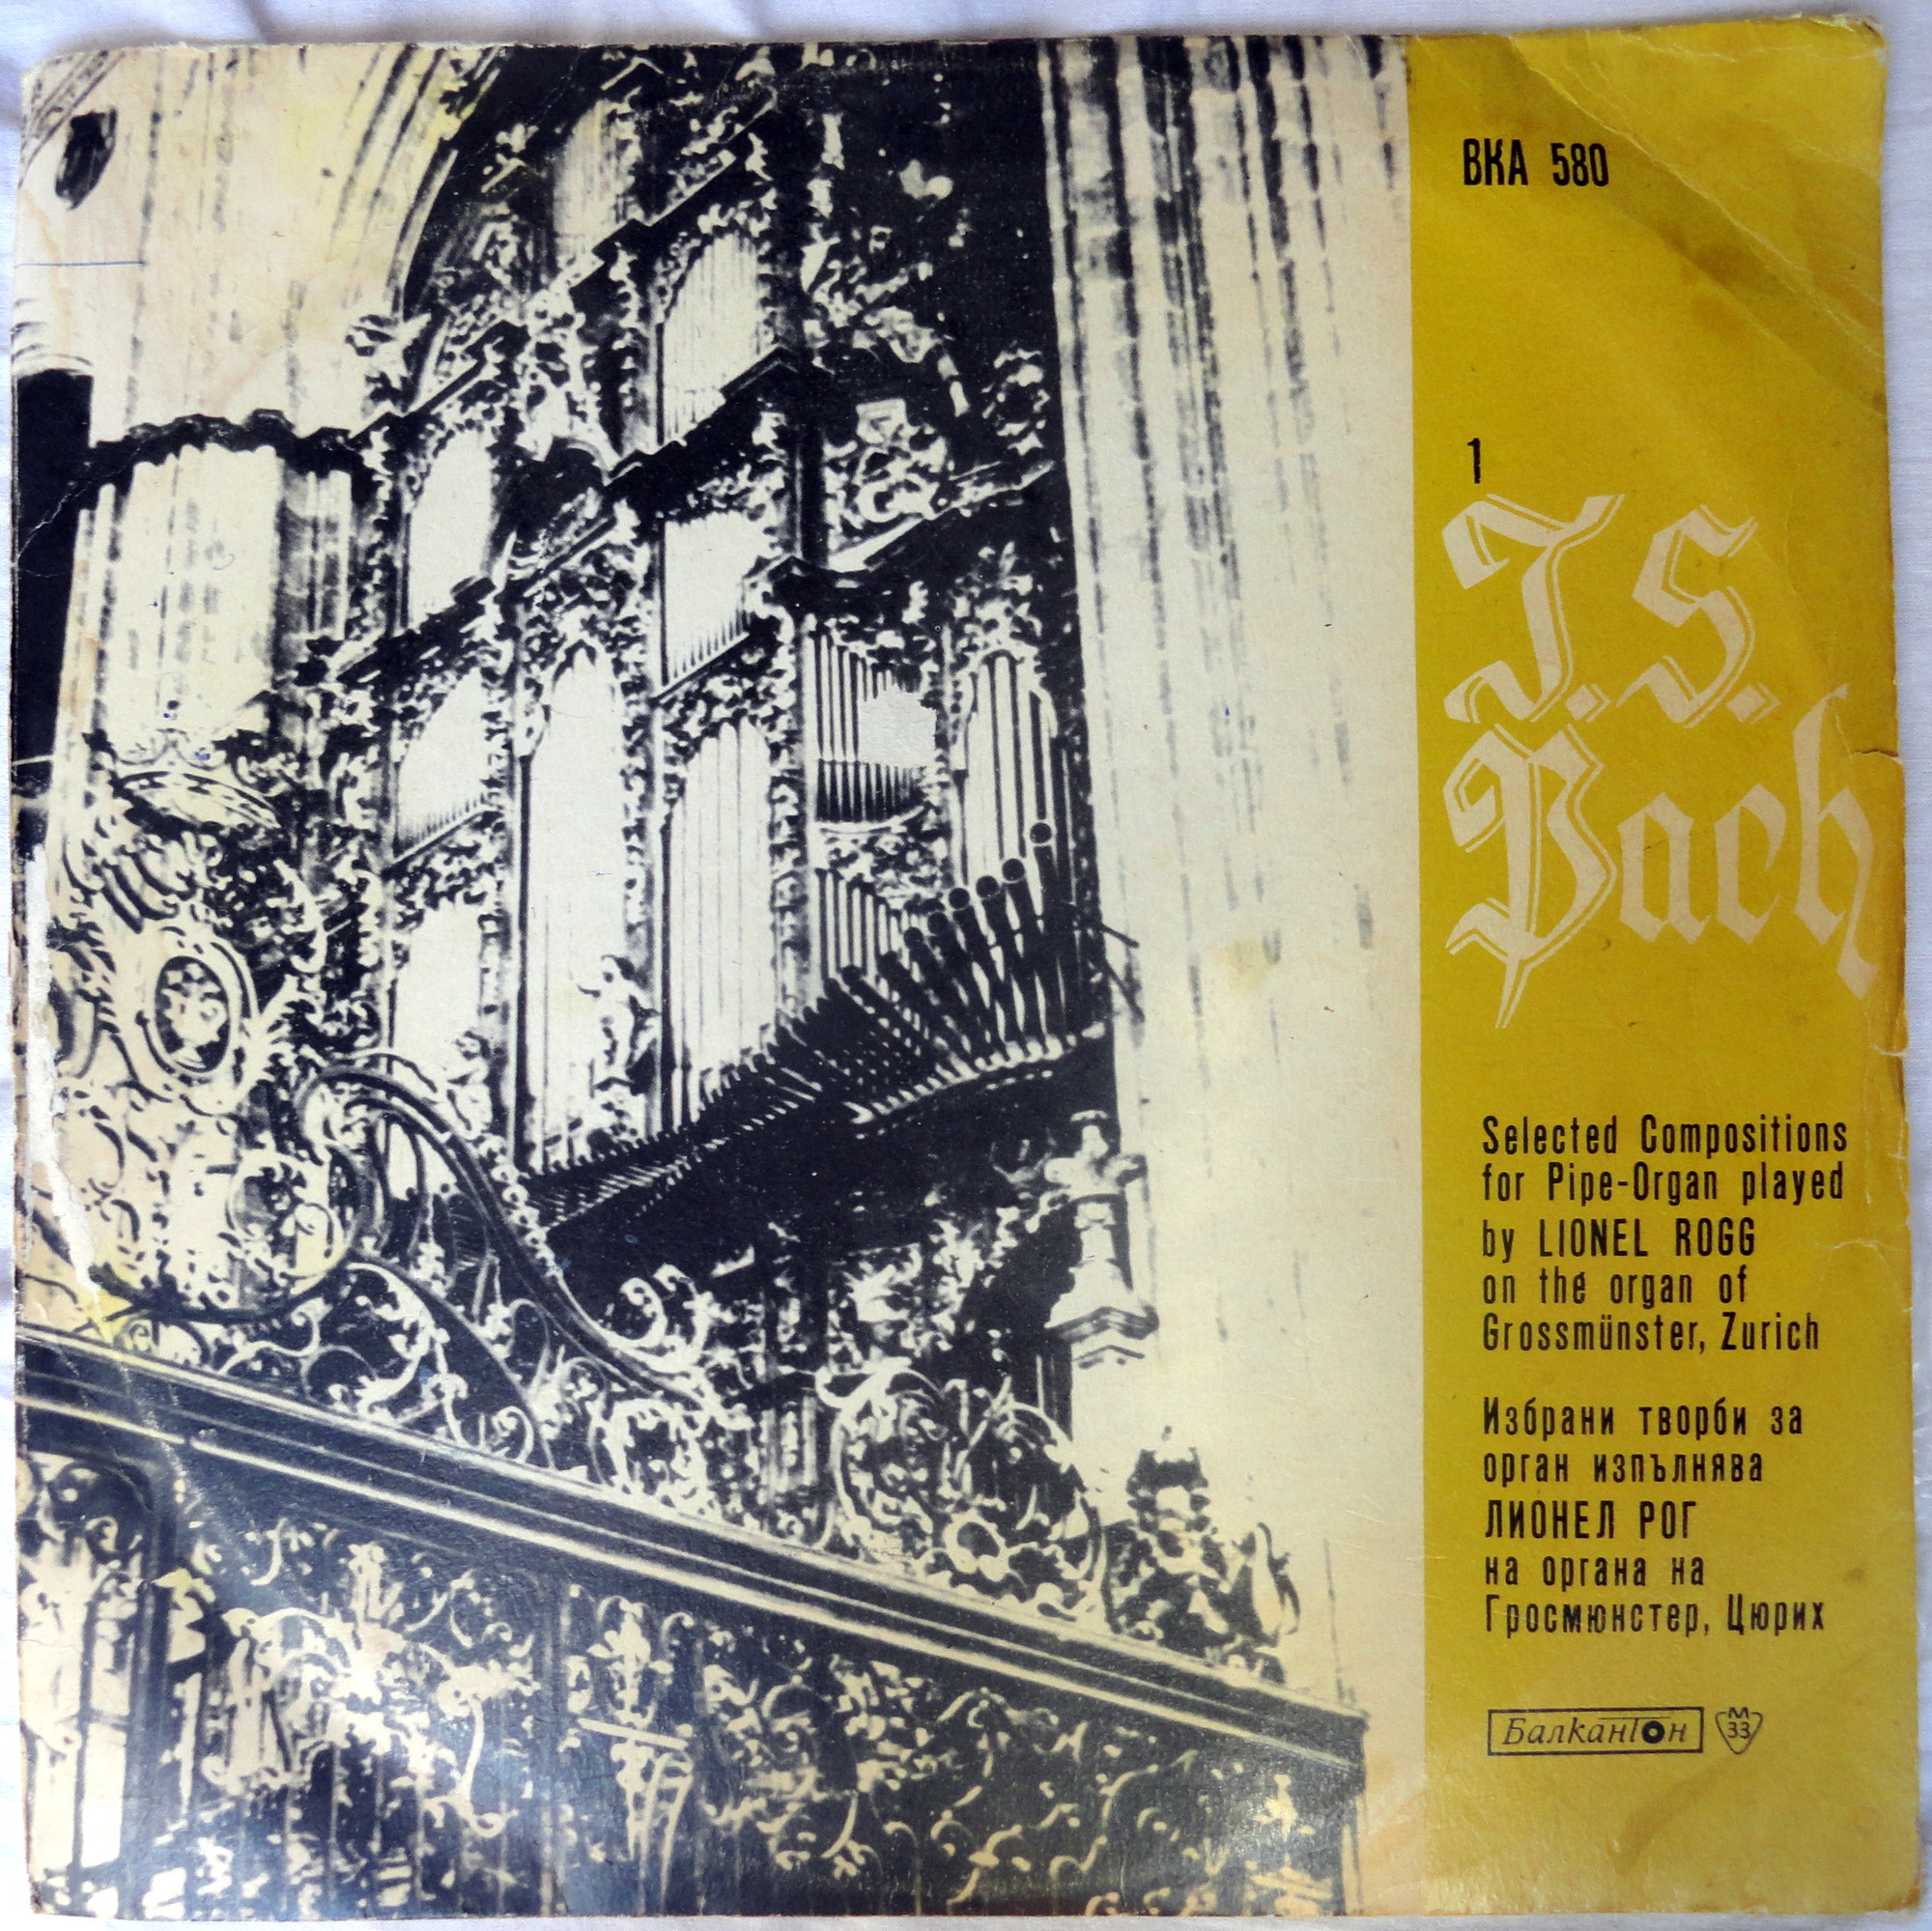 ВКА 580
1
J. S.
Bach
Selected Compositions
for Pipe-Organ played
by LIONEL ROGG
on the organ of
Grossmünster, Zurich
Избрани творби за
орган изпълнява
ЛИОНЕЛ РОГ
на органа на
Гросмюнстер, Цюрих
Балкантон
М
33